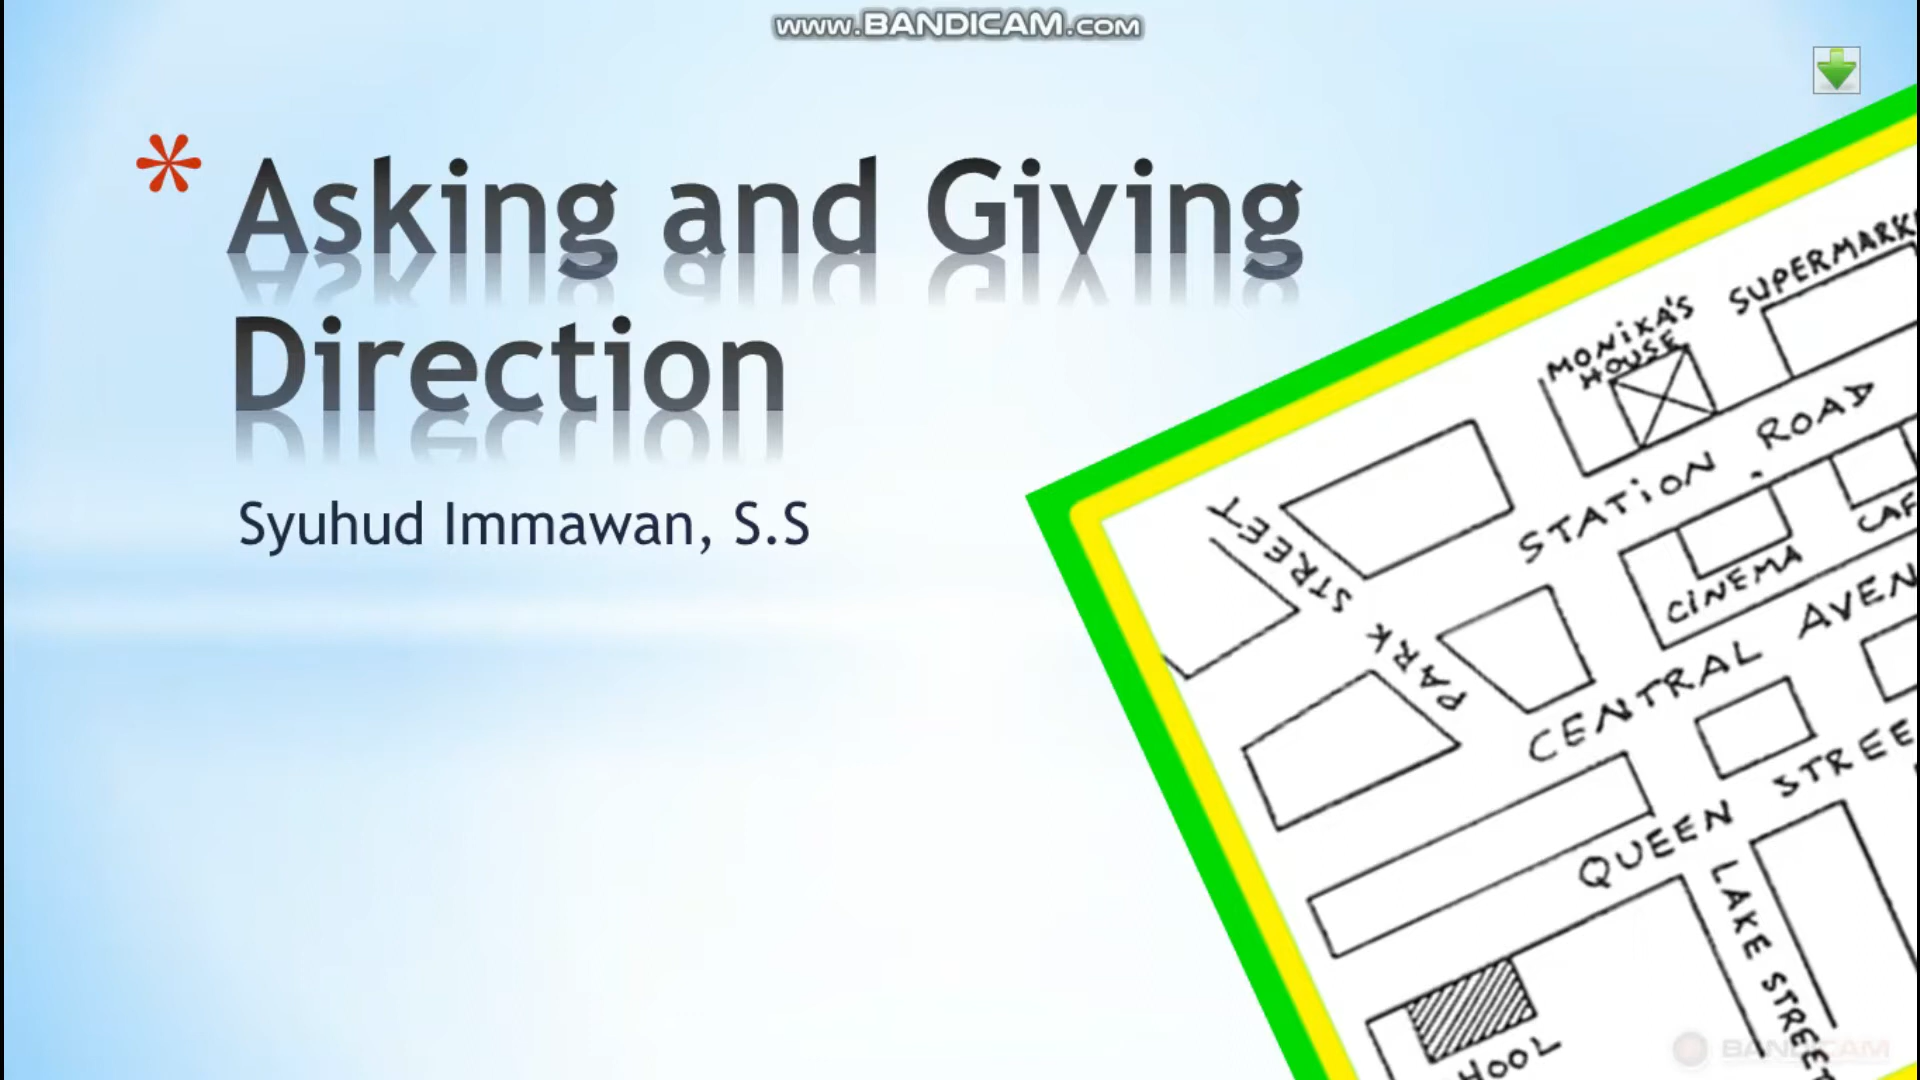 www.BANDICAM.com
* Asking and Giving
Direction
Syuhud Immawan, S.S
MONIKA'S
HOUSE
SUPERMARK
STATION ROAD
PARK STREET
CINEMA
CAF
CENTRAL AVEN
QUEEN STREE
LAKE STREET
HOOL
BANDICAM